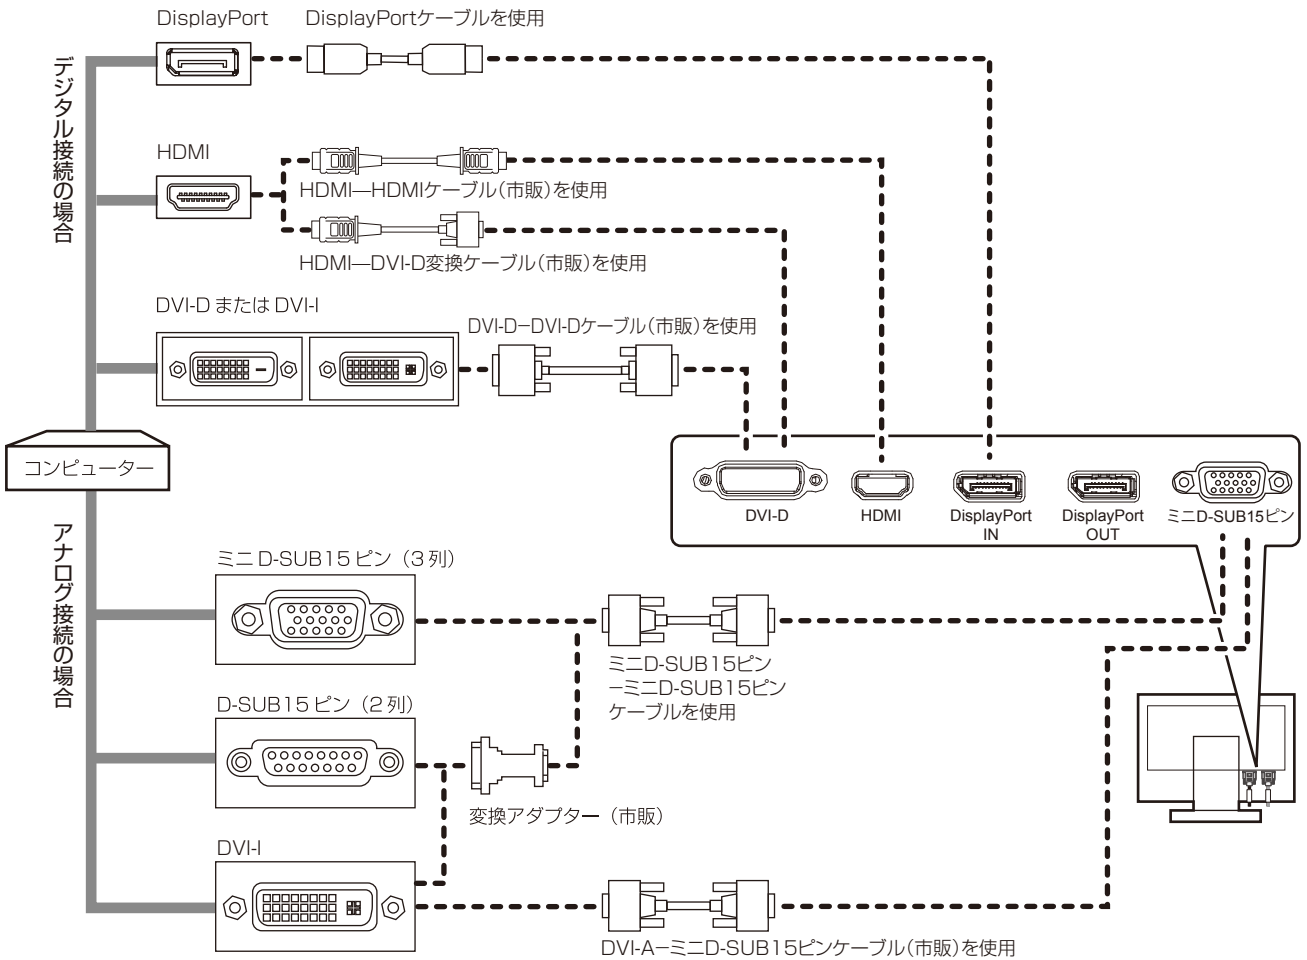 DisplayPort
DisplayPortケーブルを使用
デジタル接続の場合
HDMI
HDMI―HDMIケーブル（市販）を使用
HDMI―DVI-D変換ケーブル（市販）を使用
DVI-D または DVI-I
DVI-D−DVI-Dケーブル（市販）を使用
コンピューター
DVI-D
HDMI
DisplayPort
IN
DisplayPort
OUT
ミニD-SUB15ピン
アナログ接続の場合
ミニ D-SUB15 ピン（3 列）
ミニD-SUB15ピン
−ミニD-SUB15ピン
ケーブルを使用
D-SUB15 ピン（2 列）
変換アダプター（市販）
DVI-I
DVI-A−ミニD-SUB15ピンケーブル（市販）を使用